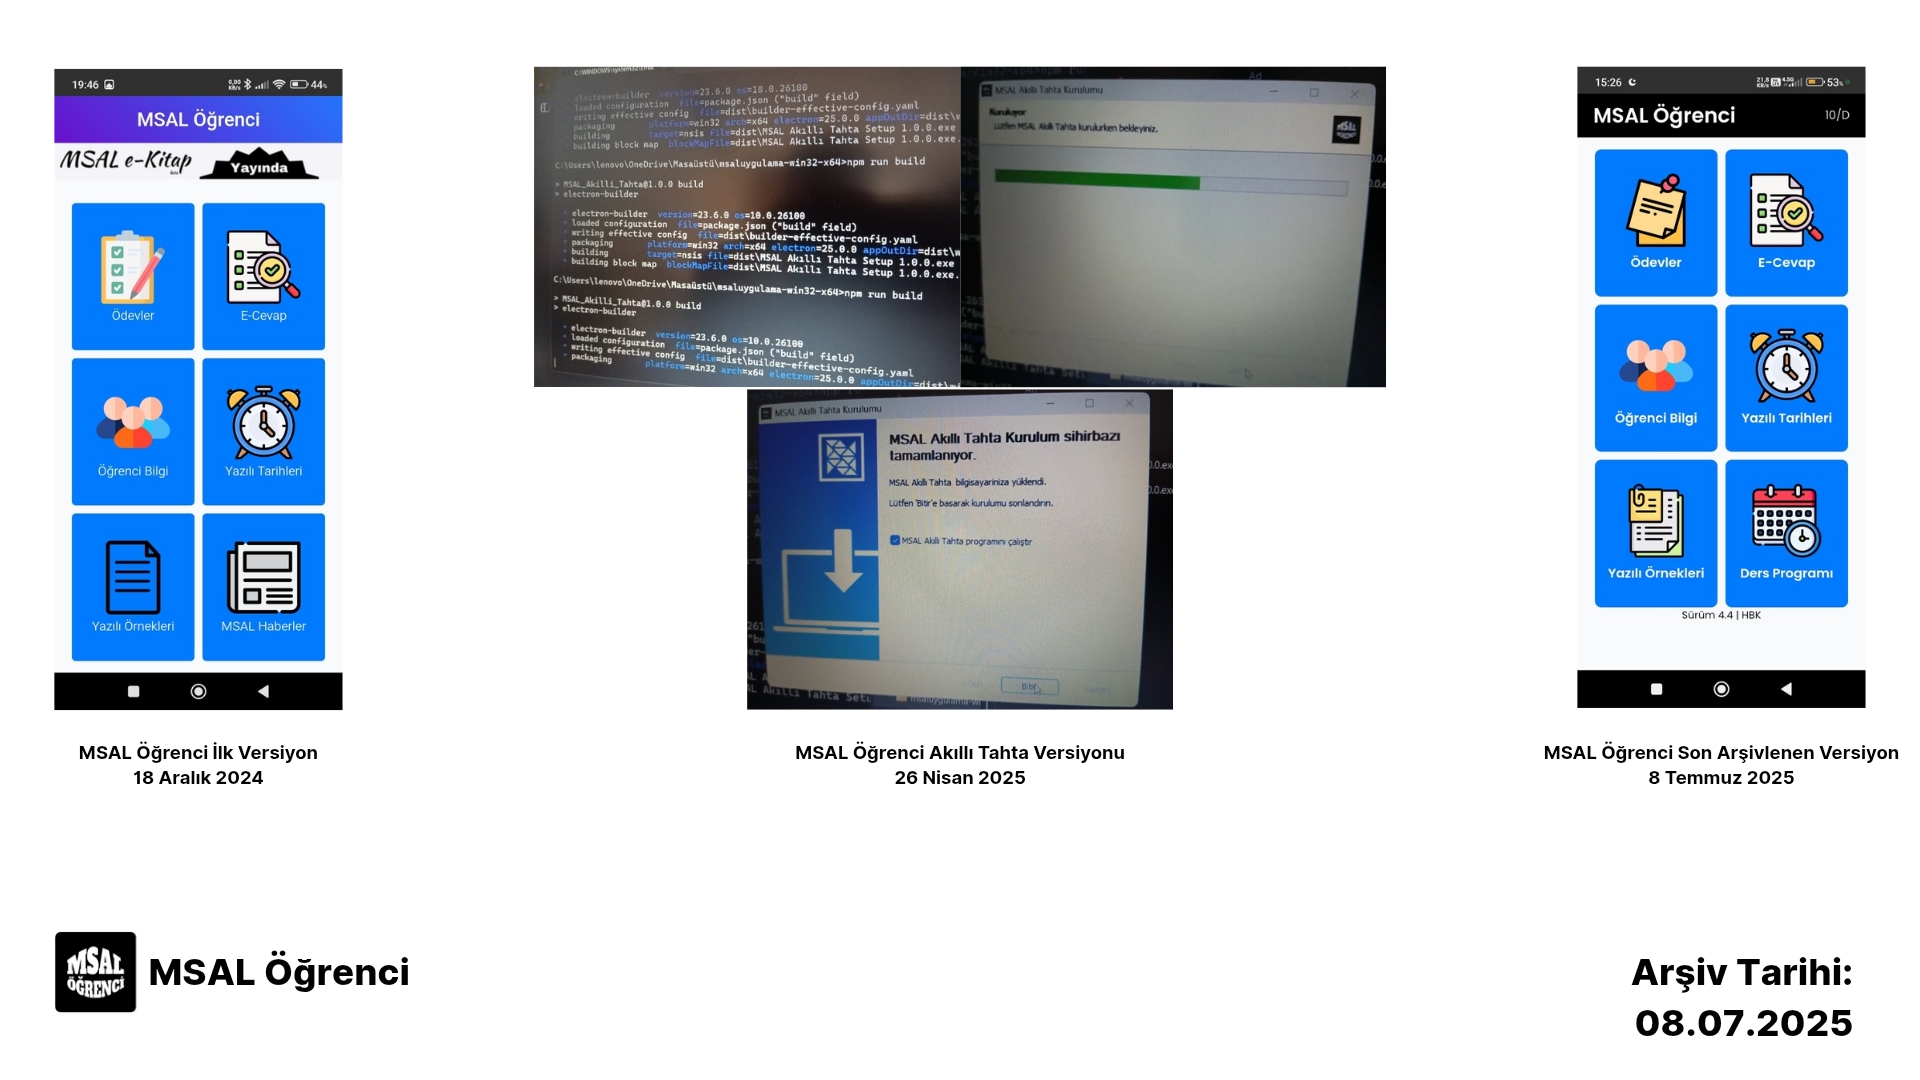 19:46
44%
MSAL Öğrenci
MSAL e-Kitap
beta
Yayında
Ödevler
E-Cevap
Öğrenci Bilgi
Yazılı Tarihleri
Yazılı Örnekleri
MSAL Haberler
MSAL Öğrenci İlk Versiyon
18 Aralık 2024
electron-builder version=23.6.0 os=10.0.26100
loaded configuration file=package.json ("build" field)
writing effective config file=dist\builder-effective-config.yaml
packaging platform=win32 arch=x64 electron=25.0.0 appOutDir=dist\w
building target=nsis file=dist\MSAL Akıllı Tahta Setup 1.0.0.exe
building block map blockMapFile=dist\MSAL Akıllı Tahta Setup 1.0.0.exe.
C:\Users\lenovo\OneDrive\Masaüstü\msaluygulama-win32-x64>npm run build
> MSAL_Akilli_Tahta@1.0.0 build
> electron-builder
electron-builder version=23.6.0 os=10.0.26100
loaded configuration file=package.json ("build" field)
writing effective config file=dist\builder-effective-config.yaml
packaging platform=win32 arch=x64 electron=25.0.0 appOutDir=dist\w
building target=nsis file=dist\MSAL Akıllı Tahta Setup 1.0.0.exe
building block map blockMapFile=dist\MSAL Akıllı Tahta Setup 1.0.0.exe.
C:\Users\lenovo\OneDrive\Masaüstü\msaluygulama-win32-x64>npm run build
> MSAL_Akilli_Tahta@1.0.0 build
> electron-builder
electron-builder version=23.6.0 os=10.0.26100
loaded configuration file=package.json ("build" field)
writing effective config file=dist\builder-effective-config.yaml
packaging platform=win32 arch=x64 electron=25.0.0 appOutDir=dist\w
MSAL Akıllı Tahta Kurulumu
Kuruluyor
Lütfen MSAL Akıllı Tahta kurulurken bekleyiniz.
MSAL Akıllı Tahta Kurulumu
MSAL Akıllı Tahta Kurulum sihirbazı
tamamlanıyor.
MSAL Akıllı Tahta bilgisayariniza yüklendi.
Lütfen 'Bitir'e basarak kurulumu sonlandırın.
MSAL Akıllı Tahta programını çalıştır
Bitir
MSAL Öğrenci Akıllı Tahta Versiyonu
26 Nisan 2025
15:26
53%
MSAL Öğrenci
10/D
Ödevler
E-Cevap
Öğrenci Bilgi
Yazılı Tarihleri
Yazılı Örnekleri
Ders Programı
Sürüm 4.4 | HBK
MSAL Öğrenci Son Arşivlenen Versiyon
8 Temmuz 2025
MSAL
ÖĞRENCİ
MSAL Öğrenci
Arşiv Tarihi:
08.07.2025